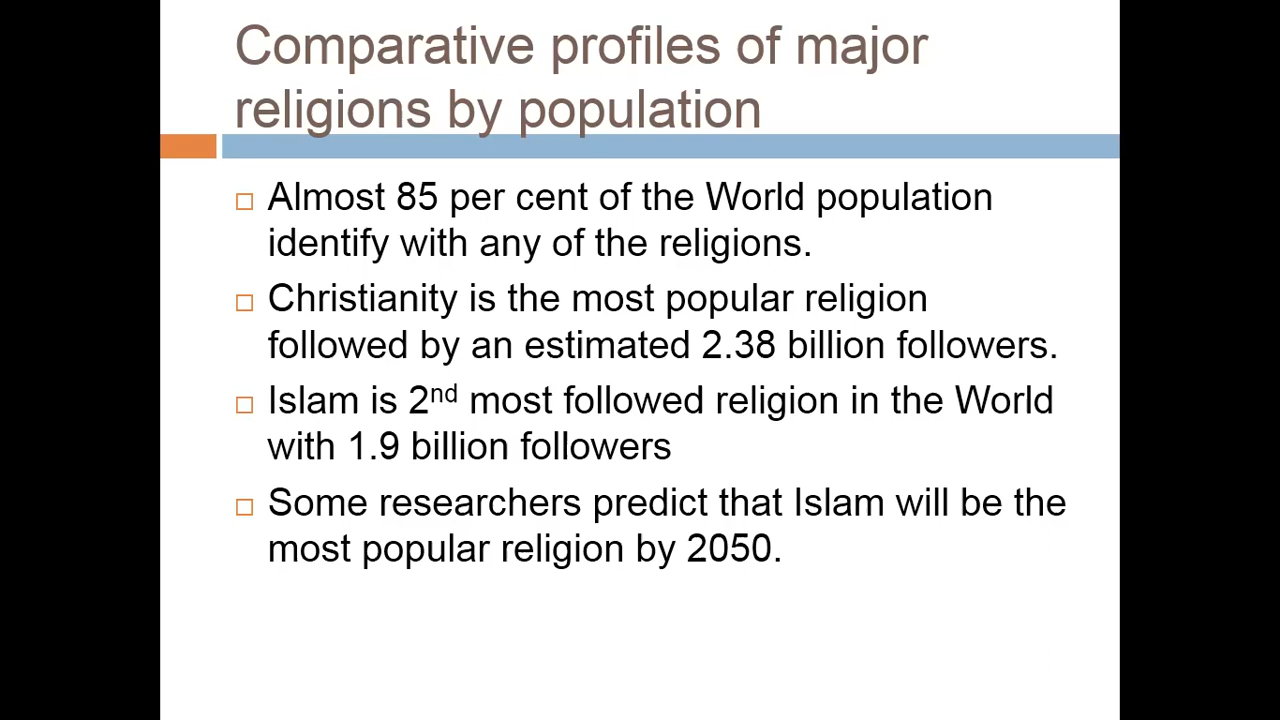 Comparative profiles of major
religions by population
Almost 85 per cent of the World population
identify with any of the religions.
Christianity is the most popular religion
followed by an estimated 2.38 billion followers.
Islam is 2nd most followed religion in the World
with 1.9 billion followers
Some researchers predict that Islam will be the
most popular religion by 2050.